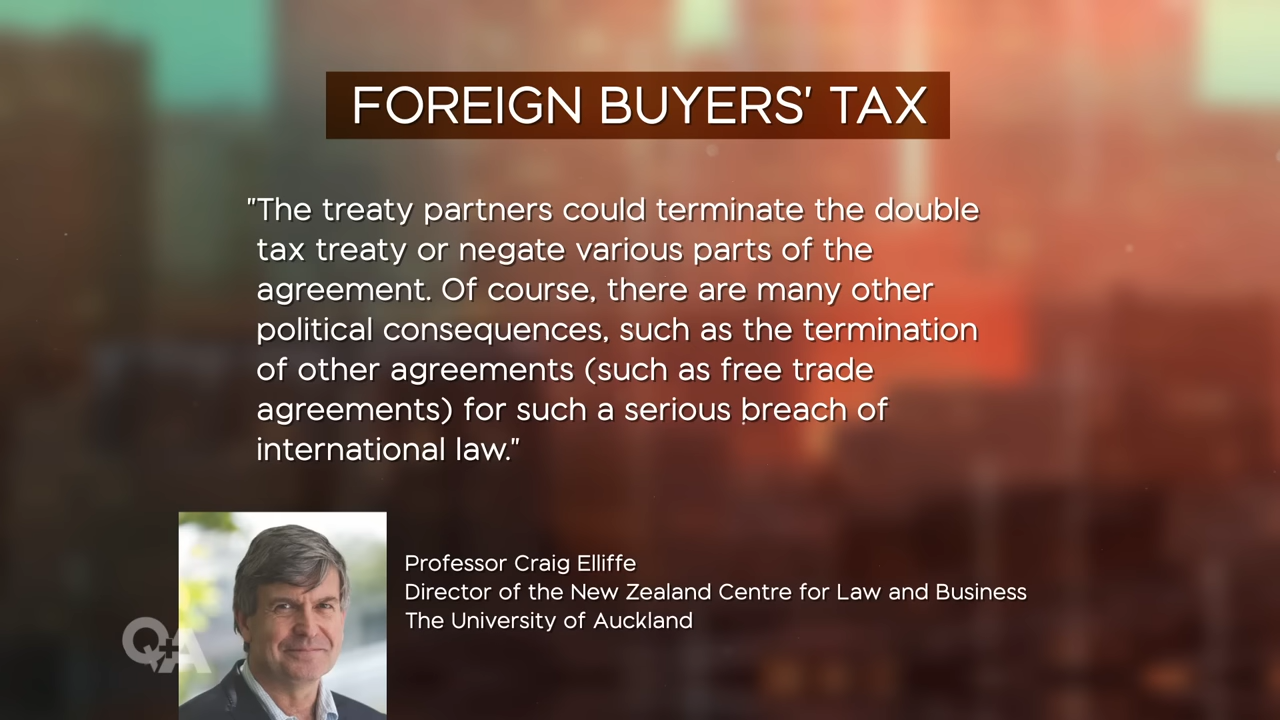 FOREIGN BUYERS' TAX
"The treaty partners could terminate the double
tax treaty or negate various parts of the
agreement. Of course, there are many other
political consequences, such as the termination
of other agreements (such as free trade
agreements) for such a serious breach of
international law."
Professor Craig Elliffe
Director of the New Zealand Centre for Law and Business
The University of Auckland
Q+A